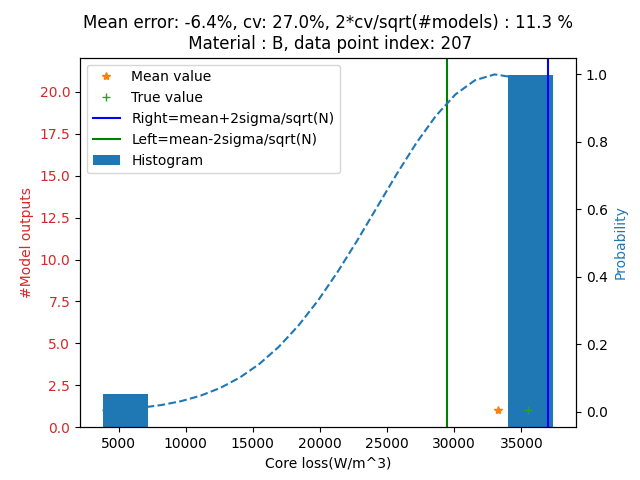 Mean error: -6.4%, cv: 27.0%, 2*cv/sqrt(#models) : 11.3 %
Material : B, data point index: 207
Mean value
True value
Right=mean+2sigma/sqrt(N)
Left=mean-2sigma/sqrt(N)
Histogram
#Model outputs
20.0
17.5
15.0
12.5
10.0
7.5
5.0
2.5
0.0
1.0
0.8
0.6
0.4
0.2
0.0
Probability
5000 10000 15000 20000 25000 30000 35000
Core loss(W/m^3)